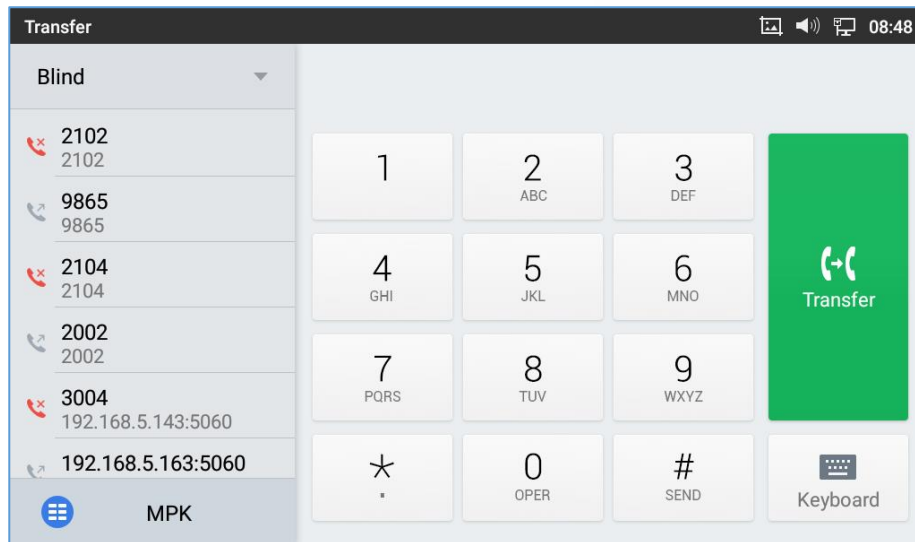 Transfer 08:48
Blind
2102
2102
9865
9865
2104
2104
2002
2002
3004
192.168.5.143:5060
192.168.5.163:5060
MPK
1
2
ABC
3
DEF
4
GHI
5
JKL
6
MNO
7
PQRS
8
TUV
9
WXYZ
*
.
0
OPER
#
SEND
Transfer
Keyboard